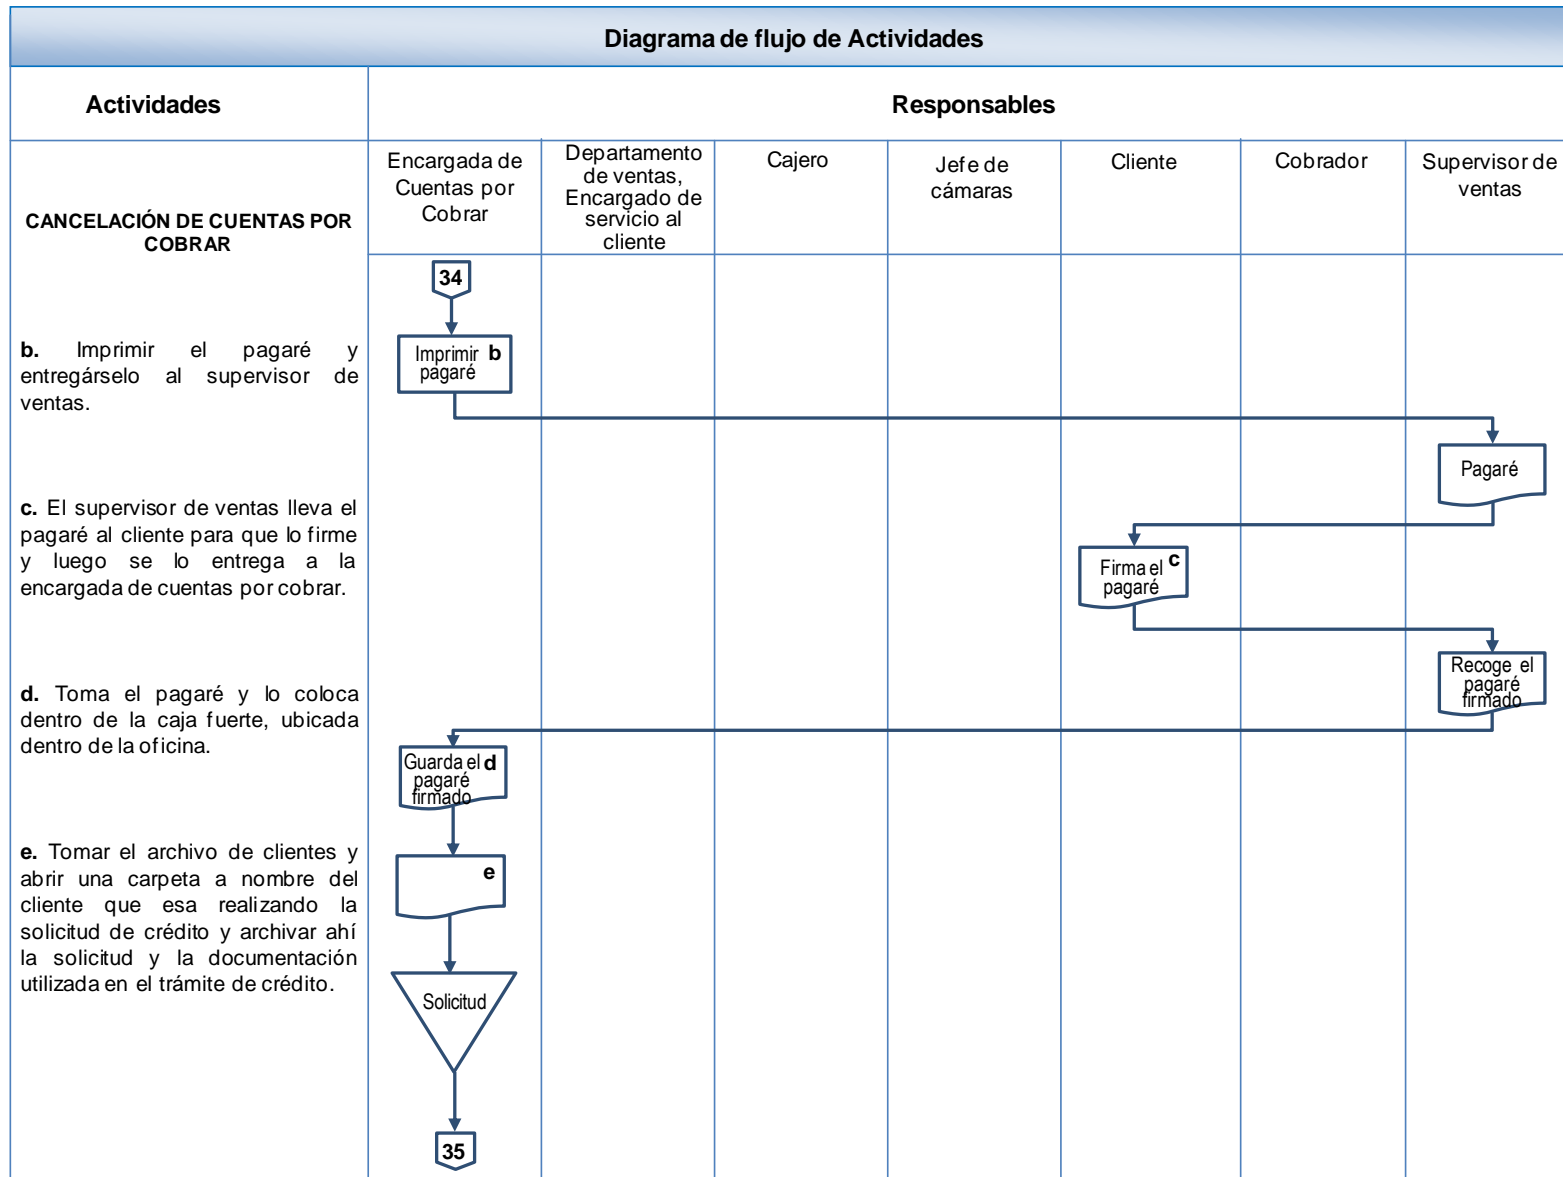 Diagrama de flujo de Actividades
Actividades
Responsables
CANCELACIÓN DE CUENTAS POR
COBRAR
Encargada de
Cuentas por
Cobrar
Departamento
de ventas,
Encargado de
servicio al
cliente
Cajero
Jefe de
cámaras
Cliente
Cobrador
Supervisor de
ventas
34
b. Imprimir el pagaré y
entregárselo al supervisor de
ventas.
Imprimir b
pagaré
Pagaré
c. El supervisor de ventas lleva el
pagaré al cliente para que lo firme
y luego se lo entrega a la
encargada de cuentas por cobrar.
Firma el c
pagaré
Recoge el
pagaré
firmado
d. Toma el pagaré y lo coloca
dentro de la caja fuerte, ubicada
dentro de la oficina.
Guarda el d
pagaré
firmado
e. Tomar el archivo de clientes y
abrir una carpeta a nombre del
cliente que esa realizando la
solicitud de crédito y archivar ahí
la solicitud y la documentación
utilizada en el trámite de crédito.
e
Solicitud
35